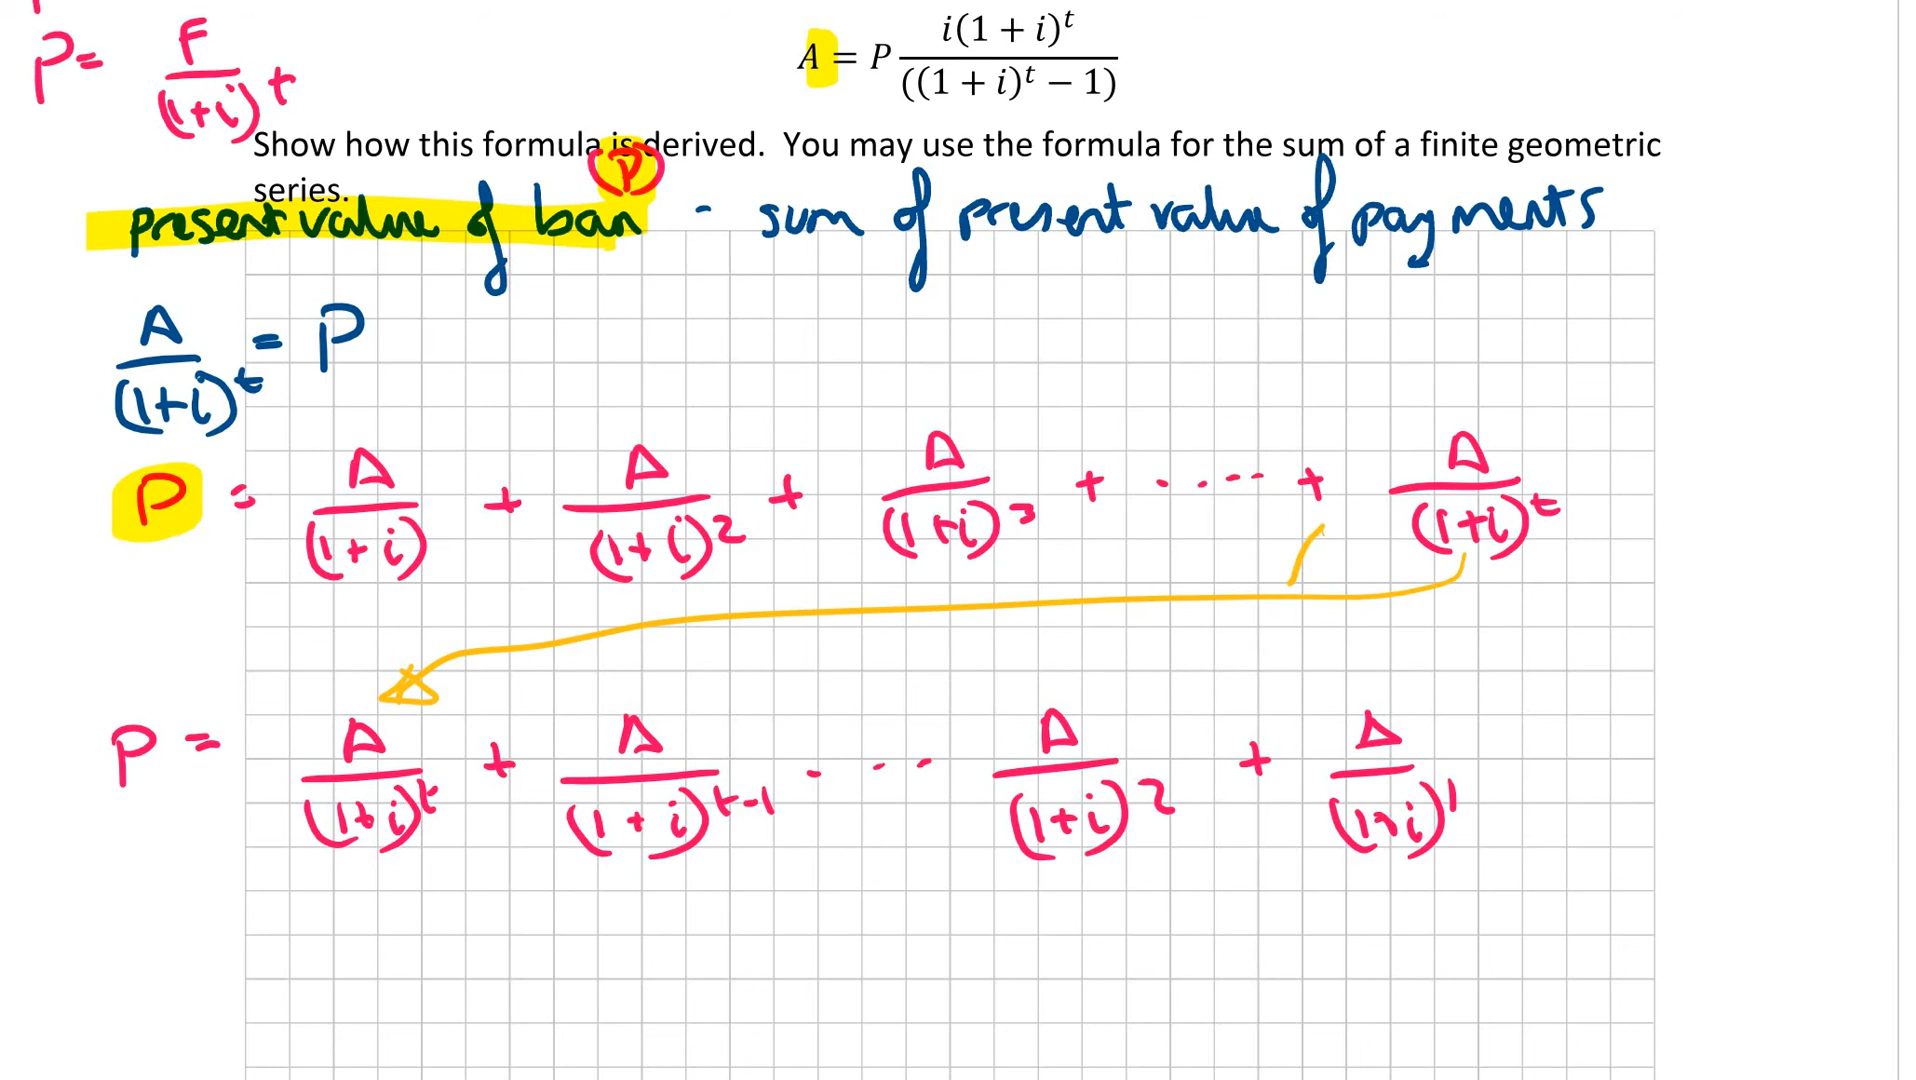 P = F/(1+i)^t
A = P i(1 + i)^t / ((1 + i)^t − 1)
Show how this formula is derived. You may use the formula for the sum of a finite geometric
series.
P
present value of loan - sum of present value of payments
A/(1+i)^t = P
P = A/(1+i) + A/(1+i)^2 + A/(1+i)^3 + ..... + A/(1+i)^t
P = A/(1+i)^t + A/(1+i)^t-1 . ... A/(1+i)^2 + A/(1+i)^1